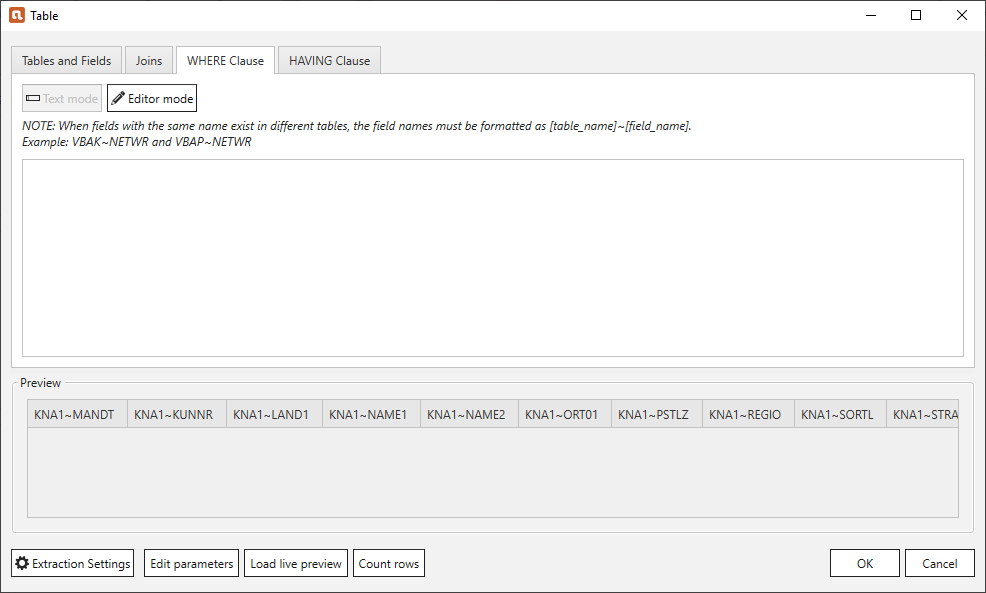 Table
Tables and Fields Joins WHERE Clause HAVING Clause
Text mode Editor mode
NOTE: When fields with the same name exist in different tables, the field names must be formatted as [table_name]~[field_name].
Example: VBAK~NETWR and VBAP~NETWR
Preview
KNA1~MANDT KNA1~KUNNR KNA1~LAND1 KNA1~NAME1 KNA1~NAME2 KNA1~ORT01 KNA1~PSTLZ KNA1~REGIO KNA1~SORTL KNA1~STRA
Extraction Settings Edit parameters Load live preview Count rows OK Cancel